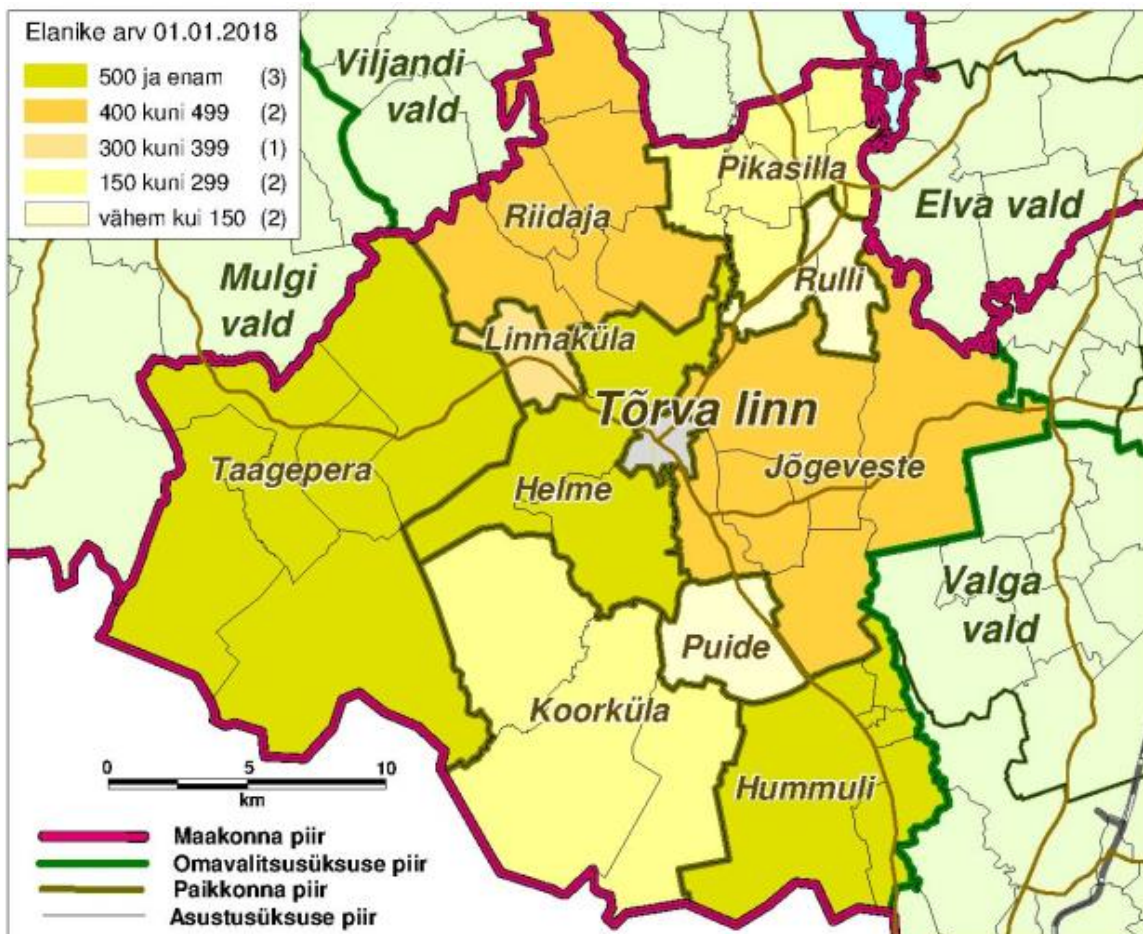 Elanike arv 01.01.2018
500 ja enam (3)
400 kuni 499 (2)
300 kuni 399 (1)
150 kuni 299 (2)
vähem kui 150 (2)
Viljandi
vald
Pikasilla
Elva vald
Riidaja
Rulli
Mulgi
vald
Linnaküla
Tõrva linn
Taagepera
Helme
Jõgeveste
Valga
vald
Puide
Koorküla
Hummuli
0 5 10
km
Maakonna piir
Omavalitsusüksuse piir
Paikkonna piir
Asustusüksuse piir